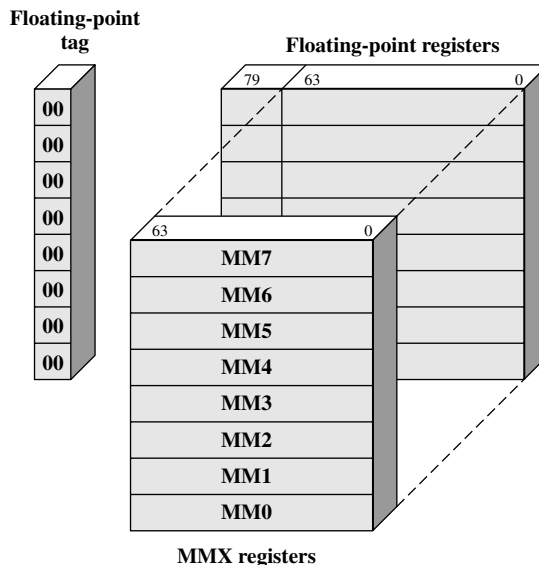 Floating-point
tag
Floating-point registers
79 63 0
00
00
00
00
00
00
00
00
63 0
MM7
MM6
MM5
MM4
MM3
MM2
MM1
MM0
MMX registers